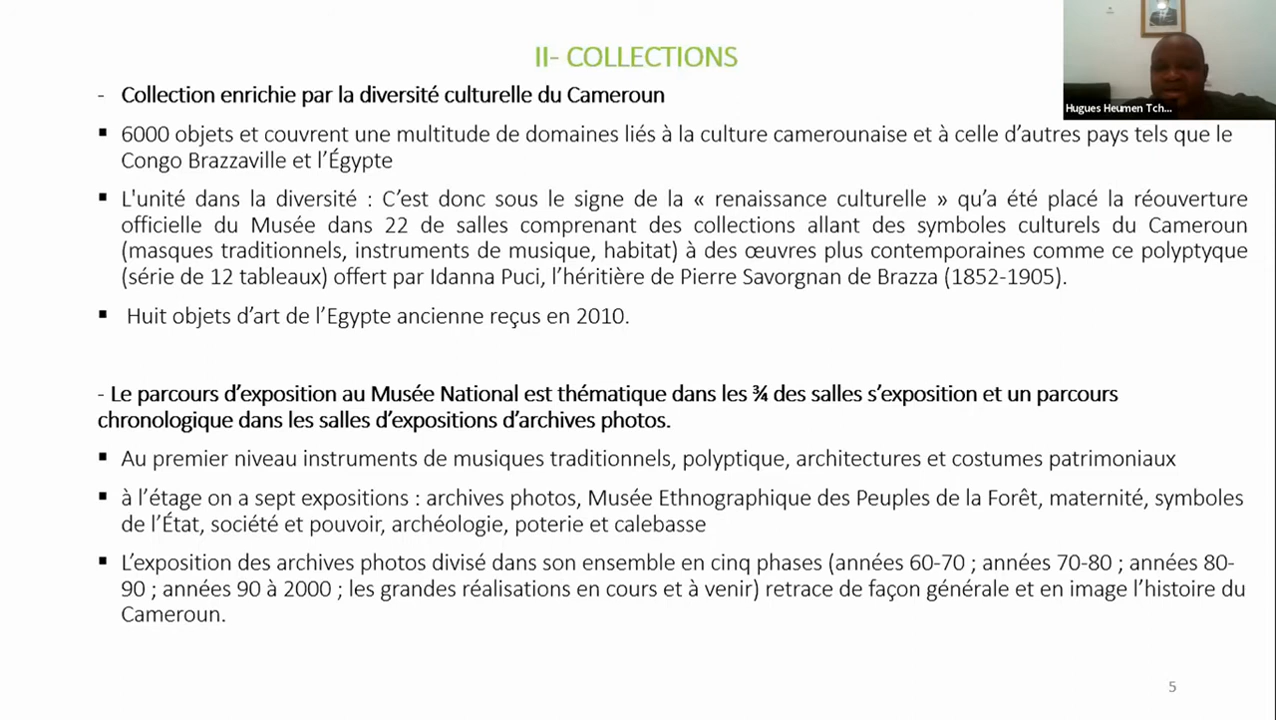 II- COLLECTIONS
Hugues Heumen Tch...
- Collection enrichie par la diversité culturelle du Cameroun
▪ 6000 objets et couvrent une multitude de domaines liés à la culture camerounaise et à celle d’autres pays tels que le
Congo Brazzaville et l’Égypte
▪ L'unité dans la diversité : C’est donc sous le signe de la « renaissance culturelle » qu’a été placé la réouverture
officielle du Musée dans 22 de salles comprenant des collections allant des symboles culturels du Cameroun
(masques traditionnels, instruments de musique, habitat) à des œuvres plus contemporaines comme ce polyptyque
(série de 12 tableaux) offert par Idanna Puci, l’héritière de Pierre Savorgnan de Brazza (1852-1905).
▪ Huit objets d’art de l’Egypte ancienne reçus en 2010.
- Le parcours d’exposition au Musée National est thématique dans les ¾ des salles s’exposition et un parcours
chronologique dans les salles d’expositions d’archives photos.
▪ Au premier niveau instruments de musiques traditionnels, polyptique, architectures et costumes patrimoniaux
▪ à l’étage on a sept expositions : archives photos, Musée Ethnographique des Peuples de la Forêt, maternité, symboles
de l’État, société et pouvoir, archéologie, poterie et calebasse
▪ L’exposition des archives photos divisé dans son ensemble en cinq phases (années 60-70 ; années 70-80 ; années 80-
90 ; années 90 à 2000 ; les grandes réalisations en cours et à venir) retrace de façon générale et en image l’histoire du
Cameroun.
5